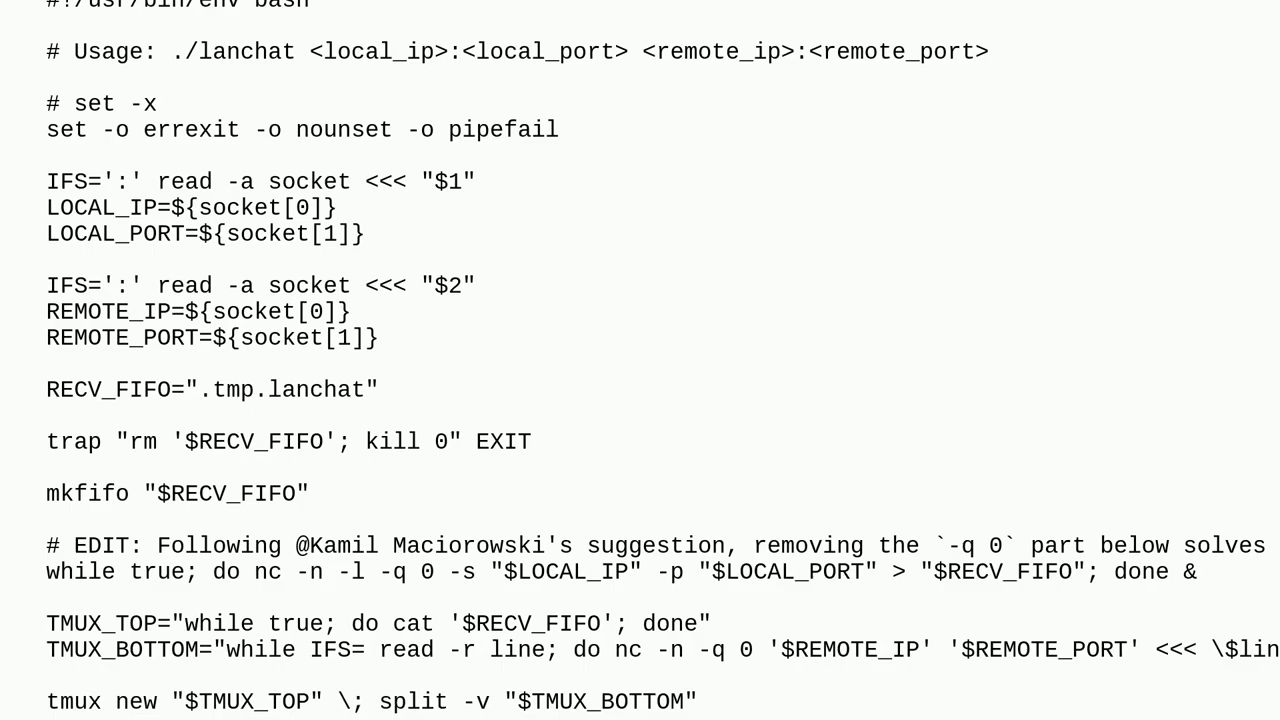 #!/usr/bin/env bash
# Usage: ./lanchat <local_ip>:<local_port> <remote_ip>:<remote_port>
# set -x
set -o errexit -o nounset -o pipefail
IFS=':' read -a socket <<< "$1"
LOCAL_IP=${socket[0]}
LOCAL_PORT=${socket[1]}
IFS=':' read -a socket <<< "$2"
REMOTE_IP=${socket[0]}
REMOTE_PORT=${socket[1]}
RECV_FIFO=".tmp.lanchat"
trap "rm '$RECV_FIFO'; kill 0" EXIT
mkfifo "$RECV_FIFO"
# EDIT: Following @Kamil Maciorowski's suggestion, removing the `-q 0` part below solves
while true; do nc -n -l -q 0 -s "$LOCAL_IP" -p "$LOCAL_PORT" > "$RECV_FIFO"; done &
TMUX_TOP="while true; do cat '$RECV_FIFO'; done"
TMUX_BOTTOM="while IFS= read -r line; do nc -n -q 0 '$REMOTE_IP' '$REMOTE_PORT' <<< \$lin
tmux new "$TMUX_TOP" \; split -v "$TMUX_BOTTOM"